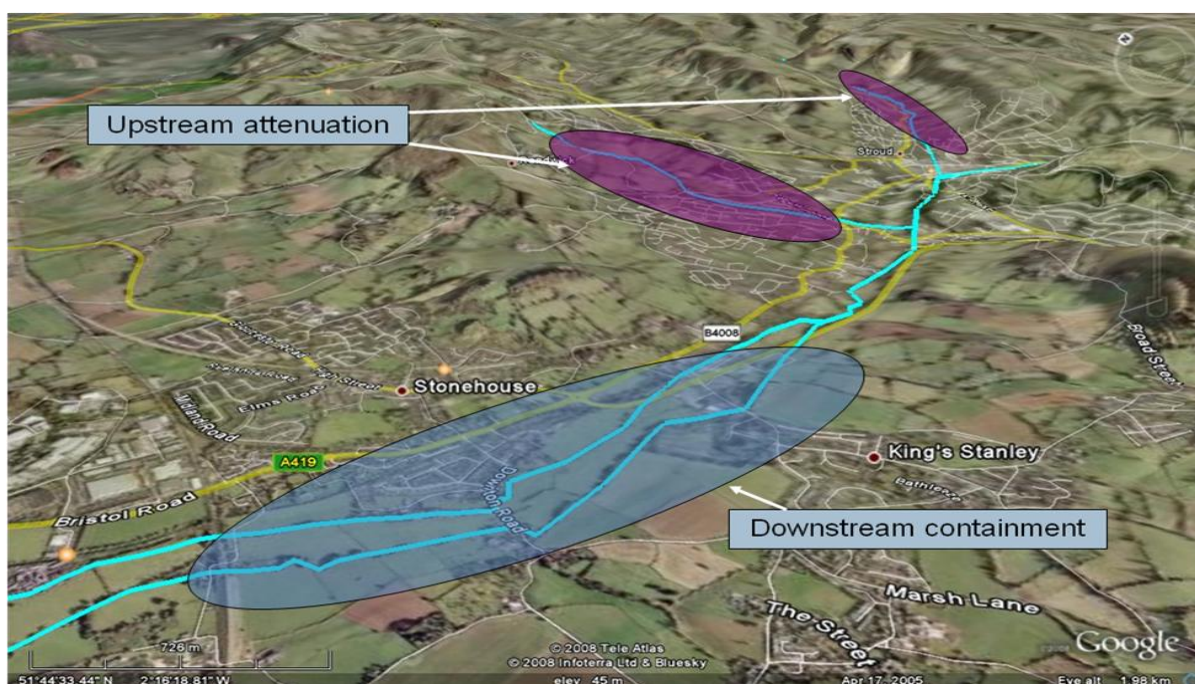 Upstream attenuation
Stroud
B4008
Stonehouse
Elms Road
Midland Road
A419
Bristol Road
Downton Road
King's Stanley
Broad Street
Downstream containment
Marsh Lane
The Street
726 m
© 2008 Tele Atlas
© 2008 Infoterra Ltd & Bluesky
Google
51°44'33.44" N 2°16'18.81" W
elev 45 m
Apr 17, 2005
Eye alt 1.98 km
N